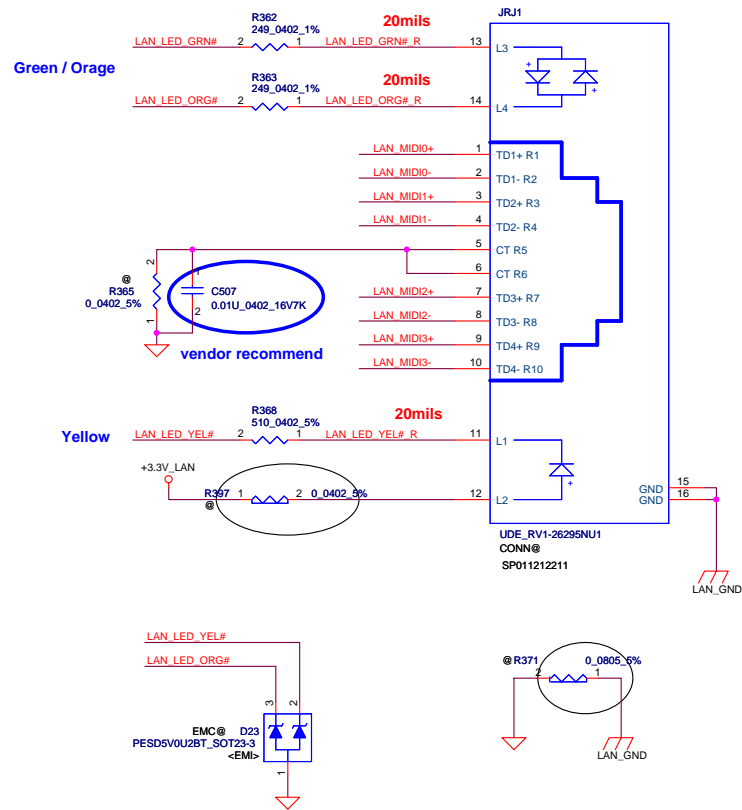 JRJ1
R362
249_0402_1%
20mils
LAN_LED_GRN# 2 1 LAN_LED_GRN#_R 13 L3
Green / Orage
R363
249_0402_1%
20mils
LAN_LED_ORG# 2 1 LAN_LED_ORG#_R 14 L4
+ +
LAN_MIDI0+ 1 TD1+ R1
LAN_MIDI0- 2 TD1- R2
LAN_MIDI1+ 3 TD2+ R3
LAN_MIDI1- 4 TD2- R4
5 CT R5
6 CT R6
LAN_MIDI2+ 7 TD3+ R7
LAN_MIDI2- 8 TD3- R8
LAN_MIDI3+ 9 TD4+ R9
LAN_MIDI3- 10 TD4- R10
@ 2 1
R365 C507
0_0402_5% 0.01U_0402_16V7K
1 2
vendor recommend
R368
510_0402_5%
20mils
Yellow
LAN_LED_YEL# 2 1 LAN_LED_YEL#_R 11 L1
+3.3V_LAN
+
R397 1 2 0_0402_5% 12 L2
@
GND 15
GND 16
UDE_RV1-26295NU1
CONN@
SP011212211
LAN_GND
LAN_LED_YEL#
LAN_LED_ORG#
3 2
EMC@ D23
PESD5V0U2BT_SOT23-3
<EMI>
1
@ R371 0_0805_5%
2 1
LAN_GND